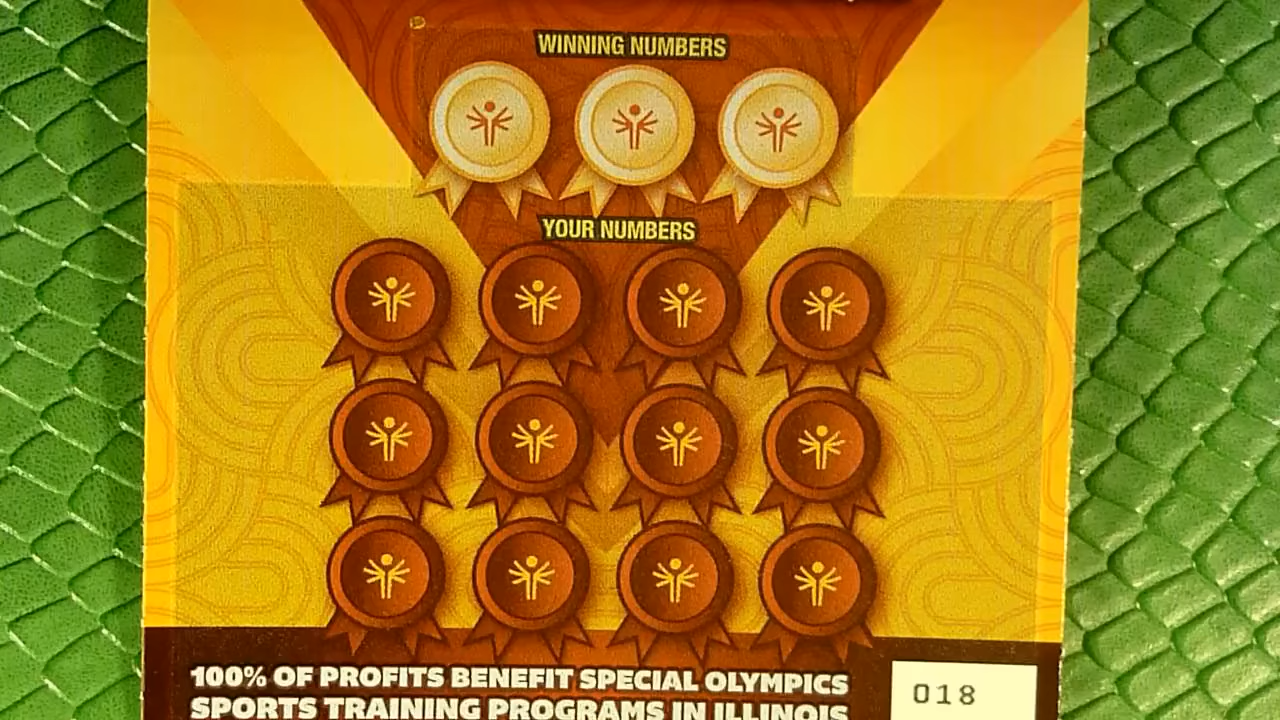 WINNING NUMBERS
YOUR NUMBERS
100% OF PROFITS BENEFIT SPECIAL OLYMPICS
SPORTS TRAINING PROGRAMS IN ILLINOIS
018